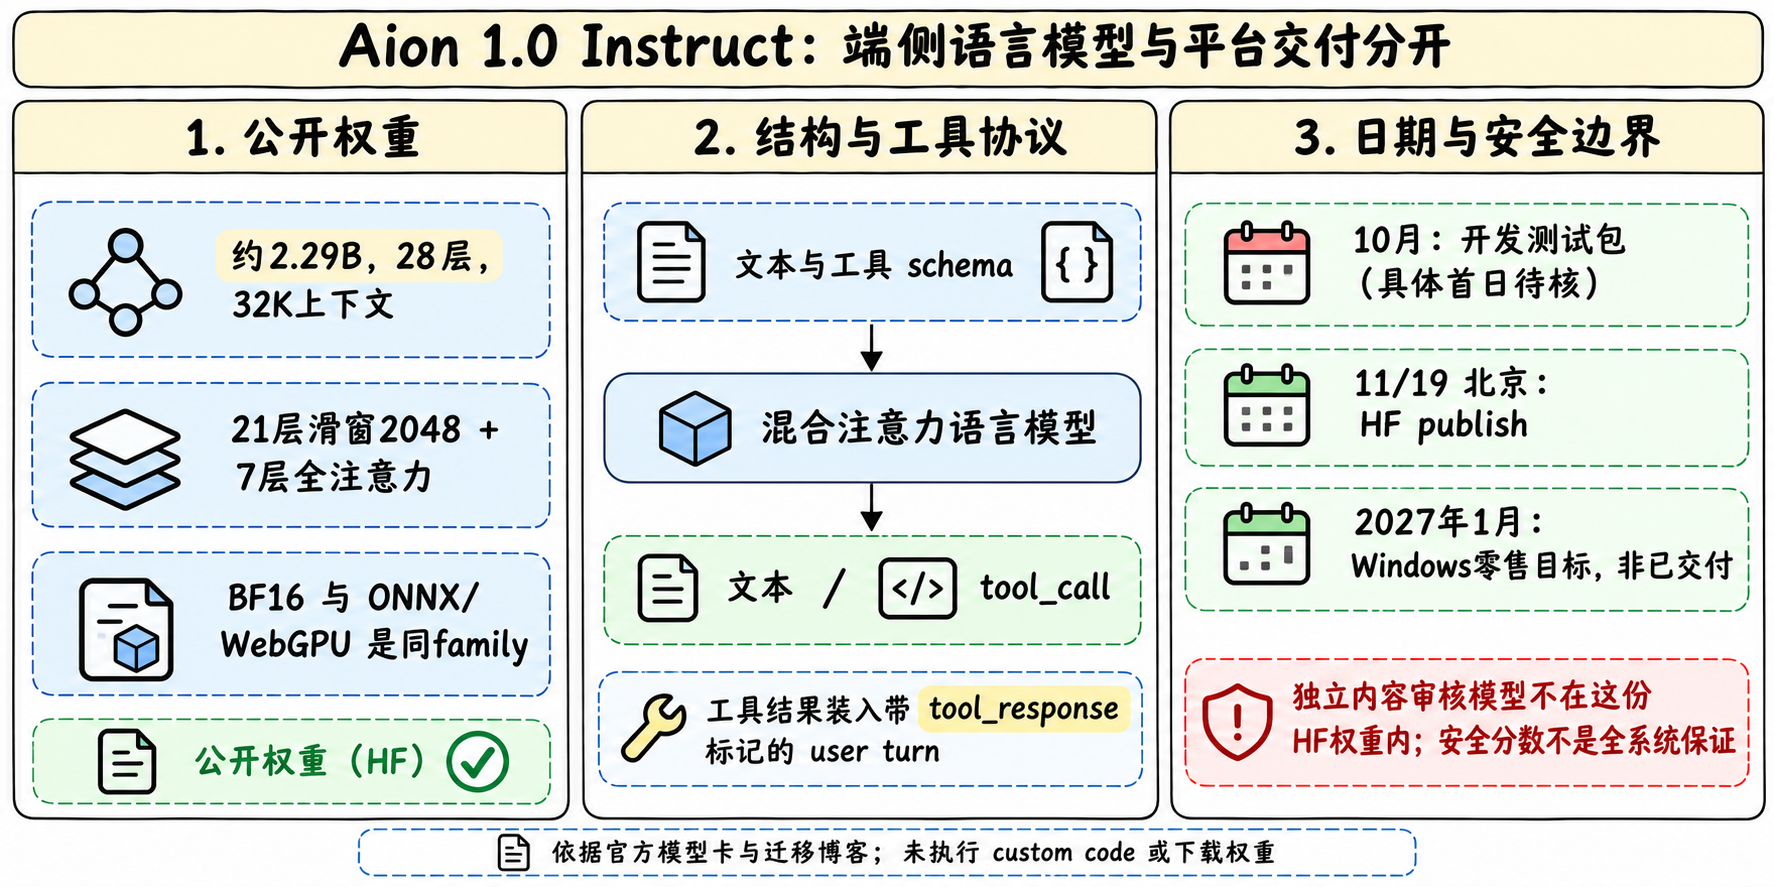 Aion 1.0 Instruct：端侧语言模型与平台交付分开
1. 公开权重
约2.29B，28层，
32K上下文
21层滑窗2048 +
7层全注意力
BF16 与 ONNX/
WebGPU 是同family
公开权重（HF）
2. 结构与工具协议
文本与工具 schema
{ }
混合注意力语言模型
文本 / </> tool_call
工具结果装入带 tool_response
标记的 user turn
3. 日期与安全边界
10月：开发测试包
（具体首日待核）
11/19 北京：
HF publish
2027年1月：
Windows零售目标，非已交付
独立内容审核模型不在这份
HF权重内；安全分数不是全系统保证
依据官方模型卡与迁移博客；未执行 custom code 或下载权重